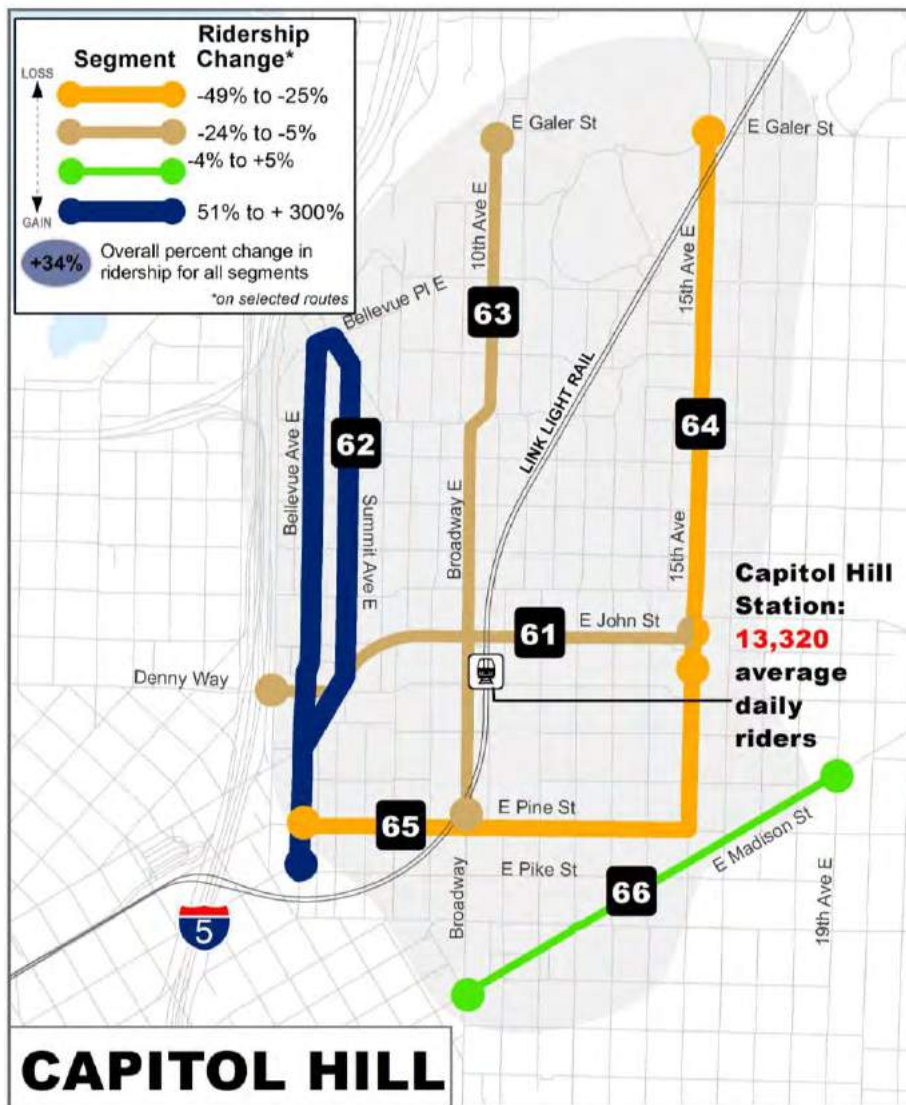 Segment
Ridership
Change*
LOSS
-49% to -25%
-24% to -5%
-4% to +5%
GAIN
51% to + 300%
+34%
Overall percent change in
ridership for all segments
*on selected routes
E Galer St
E Galer St
10th Ave E
15th Ave E
Bellevue Pl E
63
LINK LIGHT RAIL
64
62
Bellevue Ave E
Summit Ave E
Broadway E
15th Ave
Capitol Hill
Station:
13,320
average
daily
riders
61
E John St
Denny Way
65
E Pine St
E Pike St
E Madison St
66
Broadway
19th Ave E
5
CAPITOL HILL